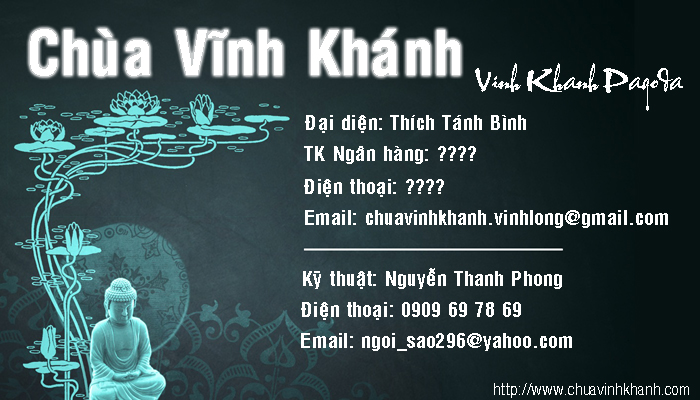 Chùa Vĩnh Khánh
Vinh Khanh Pagoda
Đại diện: Thích Tánh Bình
TK Ngân hàng: ????
Điện thoại: ????
Email: chuavinhkhanh.vinhlong@gmail.com
Kỹ thuật: Nguyễn Thanh Phong
Điện thoại: 0909 69 78 69
Email: ngoi_sao296@yahoo.com
http://www.chuavinhkhanh.com